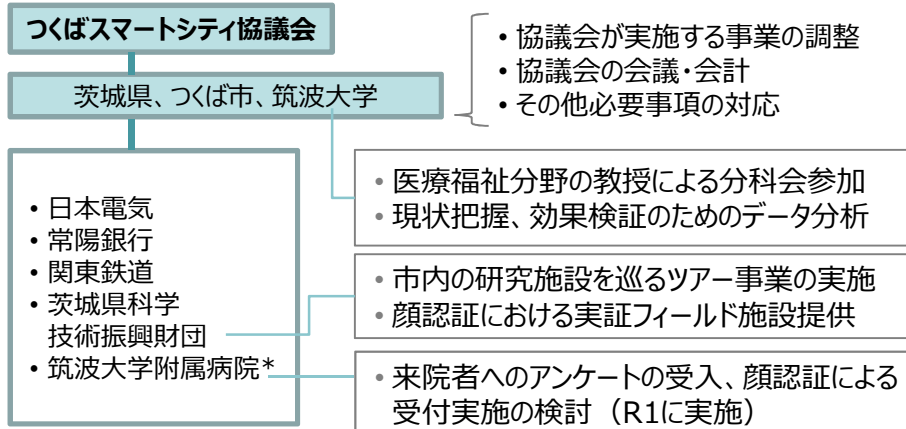 つくばスマートシティ協議会
茨城県、つくば市、筑波大学
• 協議会が実施する事業の調整
• 協議会の会議・会計
• その他必要事項の対応
• 日本電気
• 常陽銀行
• 関東鉄道
• 茨城県科学
技術振興財団
• 筑波大学附属病院*
• 医療福祉分野の教授による分科会参加
• 現状把握、効果検証のためのデータ分析
• 市内の研究施設を巡るツアー事業の実施
• 顔認証における実証フィールド施設提供
• 来院者へのアンケートの受入、顔認証による
受付実施の検討（R1に実施）